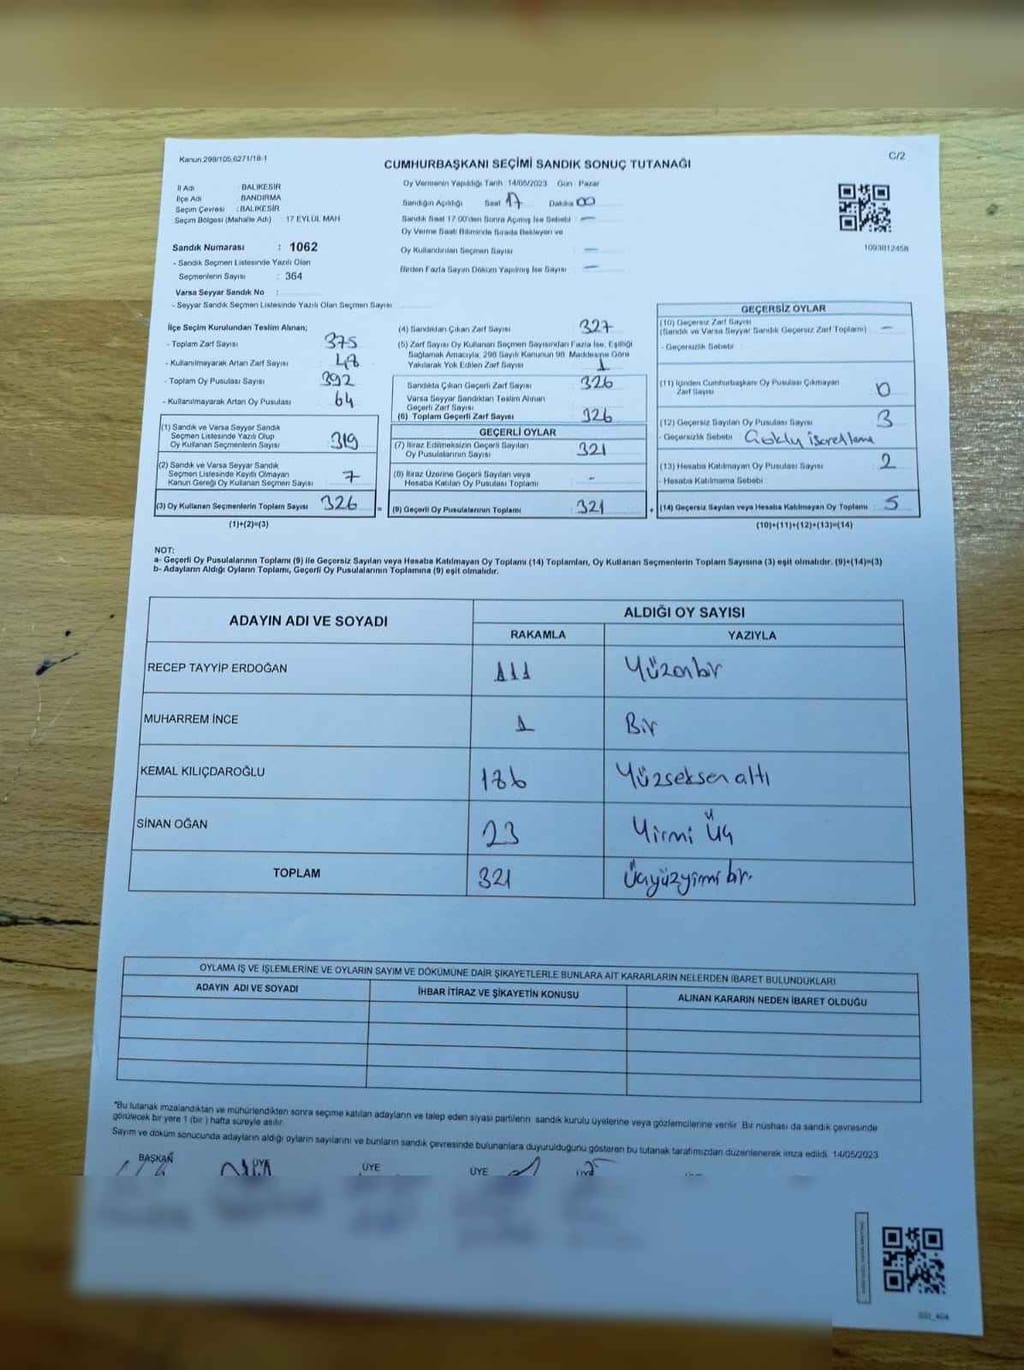 Kanun 298/105,6271/18-1
C/2
CUMHURBAŞKANI SEÇİMİ SANDIK SONUÇ TUTANAĞI
İl Adı BALIKESİR
İlçe Adı BANDIRMA
Seçim Çevresi : BALIKESİR
Seçim Bölgesi (Mahalle Adı) 17 EYLÜL MAH
Sandık Numarası : 1062
- Sandık Seçmen Listesinde Yazılı Olan
Seçmenlerin Sayısı : 364
Varsa Seyyar Sandık No :
- Seyyar Sandık Seçmen Listesinde Yazılı Olan Seçmen Sayısı
Oy Vermenin Yapıldığı Tarih 14/05/2023 Gün Pazar
Sandığın Açıldığı Saat 17 Dakika 00
Sandık Saat 17:00'den Sonra Açılmış İse Sebebi -
Oy Verme Saati Bitiminde Sırada Bekleyen ve
Oy Kullandırılan Seçmen Sayısı -
Birden Fazla Sayım Döküm Yapılmış İse Sayısı -
1093812458
İlçe Seçim Kurulundan Teslim Alınan;
- Toplam Zarf Sayısı 375
- Kullanılmayarak Artan Zarf Sayısı
- Toplam Oy Pusulası Sayısı 392
- Kullanılmayarak Artan Oy Pusulası 64
(1) Sandık ve Varsa Seyyar Sandık
Seçmen Listesinde Yazılı Olup
Oy Kullanan Seçmenlerin Sayısı 319
(2) Sandık ve Varsa Seyyar Sandık
Seçmen Listesinde Kayıtlı Olmayan
Kanun Gereği Oy Kullanan Seçmen Sayısı 7
(3) Oy Kullanan Seçmenlerin Toplam Sayısı 326
(1)+(2)=(3)
(4) Sandıktan Çıkan Zarf Sayısı 327
(5) Zarf Sayısı Oy Kullanan Seçmen Sayısından Fazla İse, Eşitliği
Sağlamak Amacıyla, 298 Sayılı Kanunun 98. Maddesine Göre
Yakılarak Yok Edilen Zarf Sayısı 1
Sandıkta Çıkan Geçerli Zarf Sayısı 326
Varsa Seyyar Sandıktan Teslim Alınan
Geçerli Zarf Sayısı
(6) Toplam Geçerli Zarf Sayısı 326
GEÇERLİ OYLAR
(7) İtiraz Edilmeksizin Geçerli Sayılan
Oy Pusulalarının Sayısı 321
(8) İtiraz Üzerine Geçerli Sayılan veya
Hesaba Katılan Oy Pusulası Toplamı -
= (9) Geçerli Oy Pusulalarının Toplamı 321 +
GEÇERSİZ OYLAR
(10) Geçersiz Zarf Sayısı -
(Sandık ve Varsa Seyyar Sandık Geçersiz Zarf Toplamı)
- Geçersizlik Sebebi
(11) İçinden Cumhurbaşkanı Oy Pusulası Çıkmayan
Zarf Sayısı 0
(12) Geçersiz Sayılan Oy Pusulası Sayısı 3
- Geçersizlik Sebebi Çoklu İşaretleme
(13) Hesaba Katılmayan Oy Pusulası Sayısı 2
- Hesaba Katılmama Sebebi
(14) Geçersiz Sayılan veya Hesaba Katılmayan Oy Toplamı 5
(10)+(11)+(12)+(13)=(14)
NOT:
a- Geçerli Oy Pusulalarının Toplamı (9) ile Geçersiz Sayılan veya Hesaba Katılmayan Oy Toplamı (14) Toplamları, Oy Kullanan Seçmenlerin Toplam Sayısına (3) eşit olmalıdır. (9)+(14)=(3)
b- Adayların Aldığı Oyların Toplamı, Geçerli Oy Pusulalarının Toplamına (9) eşit olmalıdır.
ADAYIN ADI VE SOYADI
ALDIĞI OY SAYISI
RAKAMLA YAZIYLA
RECEP TAYYİP ERDOĞAN 111 Yüzonbir
MUHARREM İNCE 1 Bir
KEMAL KILIÇDAROĞLU 186 Yüzseksenaltı
SİNAN OĞAN 23 Yirmi Üç
TOPLAM 321 Üçyüzyirmi bir.
OYLAMA İŞ VE İŞLEMLERİNE VE OYLARIN SAYIM VE DÖKÜMÜNE DAİR ŞİKAYETLERLE BUNLARA AİT KARARLARIN NELERDEN İBARET BULUNDUKLARI
ADAYIN ADI VE SOYADI İHBAR İTİRAZ VE ŞİKAYETİN KONUSU ALINAN KARARIN NEDEN İBARET OLDUĞU
*Bu tutanak imzalandıktan ve mühürlendikten sonra seçime katılan adayların ve talep eden siyasi partilerin sandık kurulu üyelerine veya gözlemcilerine verilir. Bir nüshası da sandık çevresinde
görülecek bir yere 1 (bir) hafta süreyle asılır.
Sayım ve döküm sonucunda adayların aldığı oyların sayılarını ve bunların sandık çevresinde bulunanlara duyurulduğunu gösteren bu tutanak tarafımızdan düzenlenerek imza edildi. 14/05/2023
BAŞKAN ÜYE ÜYE ÜYE